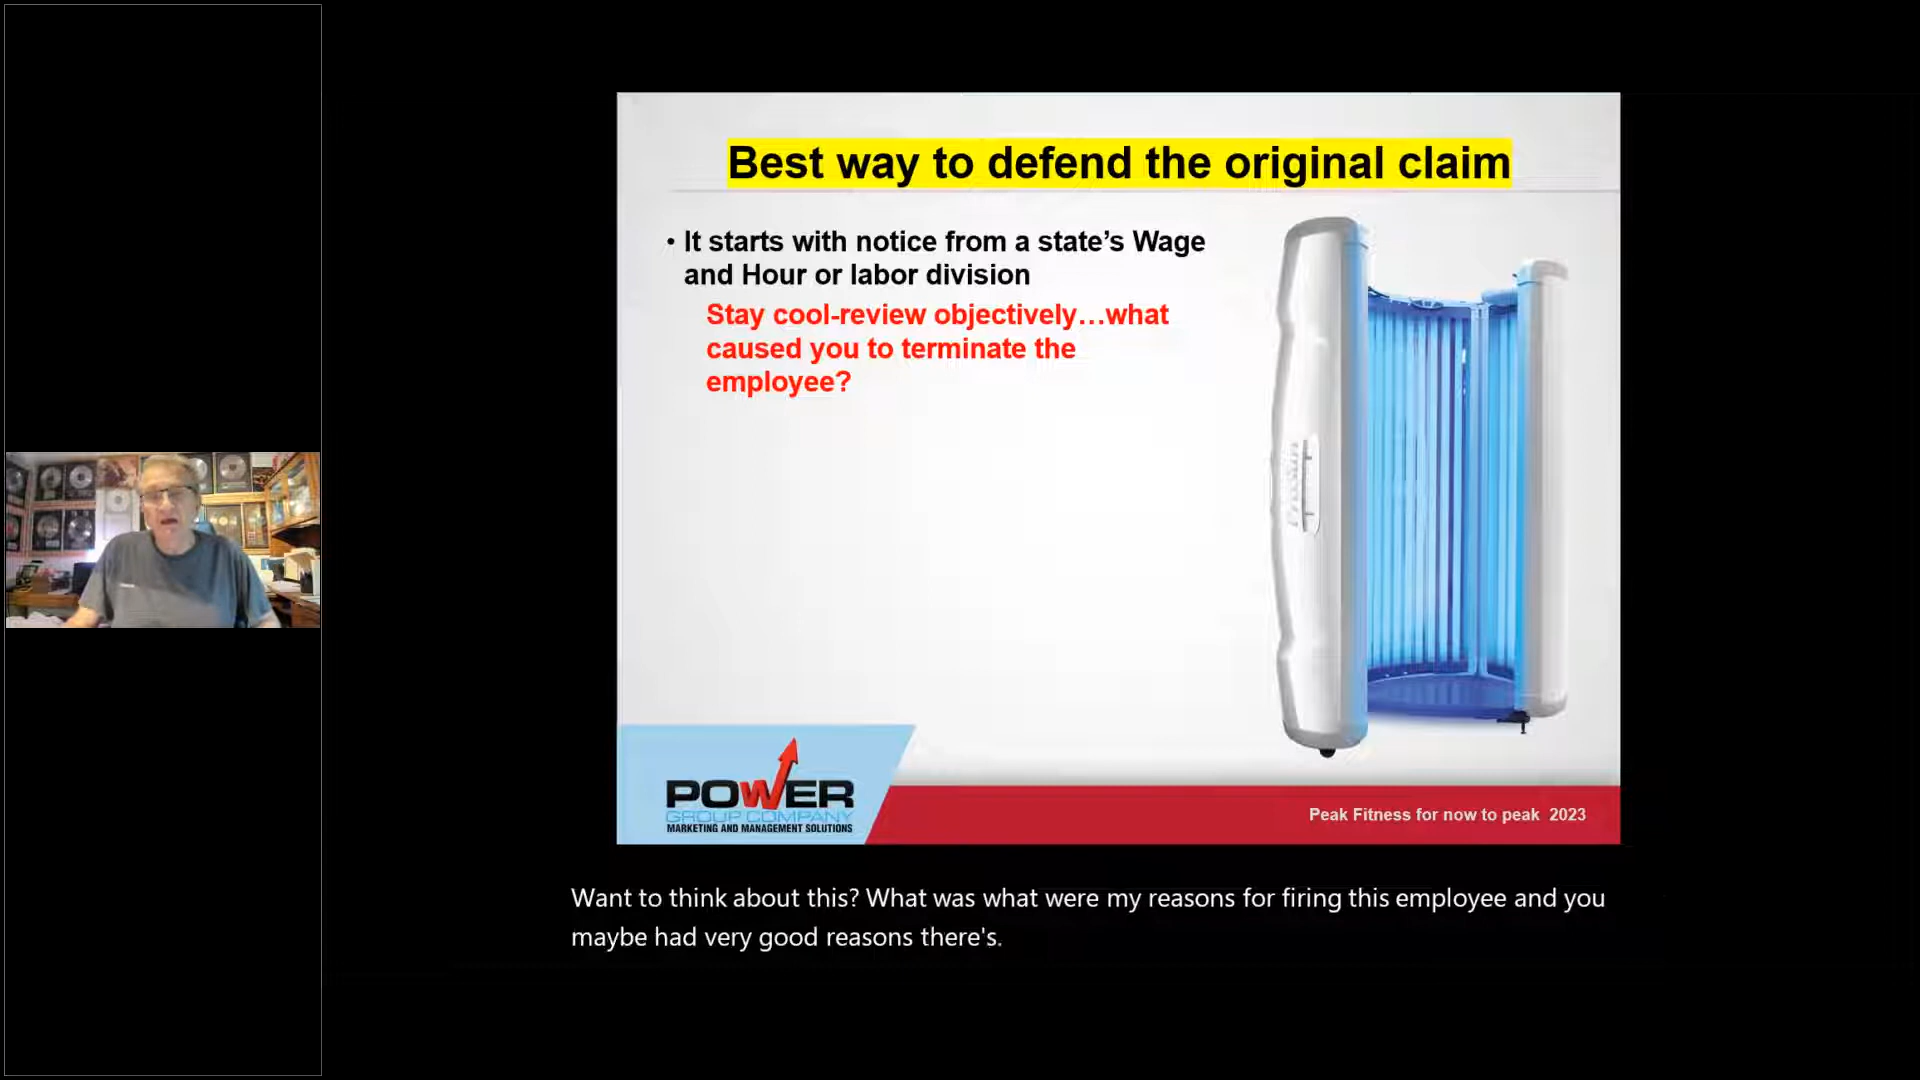 Best way to defend the original claim
• It starts with notice from a state’s Wage
and Hour or labor division
Stay cool-review objectively…what
caused you to terminate the
employee?
POWER
GROUP COMPANY
MARKETING AND MANAGEMENT SOLUTIONS
Peak Fitness for now to peak 2023
Want to think about this? What was what were my reasons for firing this employee and you
maybe had very good reasons there's.